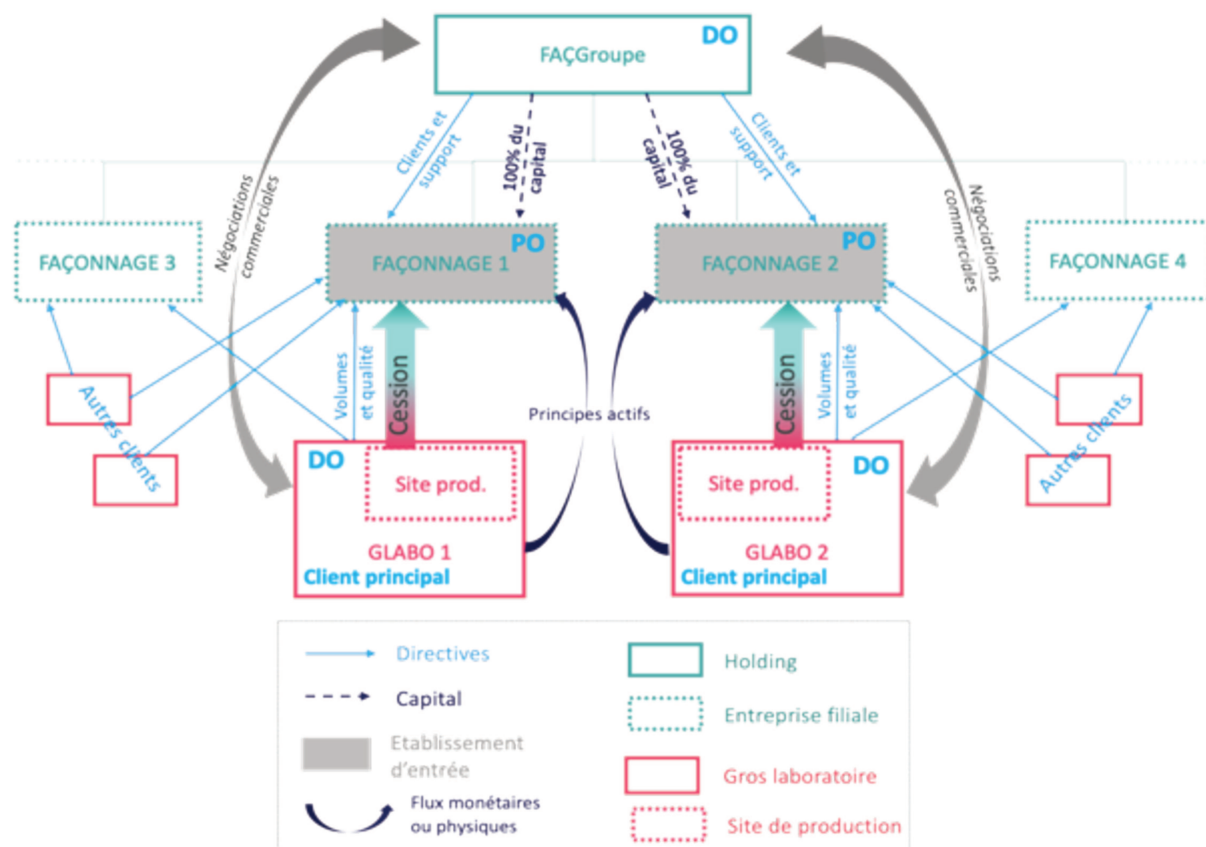 DO
FAÇGroupe
Négociations
commerciales
Clients et
support
100% du
capital
100% du
capital
Clients et
support
Négociations
commerciales
FAÇONNAGE 3
PO
FAÇONNAGE 1
PO
FAÇONNAGE 2
FAÇONNAGE 4
Autres clients
Volumes
et qualité
Cession
Principes actifs
Cession
Volumes
et qualité
Autres clients
DO
Site prod.
GLABO 1
Client principal
DO
Site prod.
GLABO 2
Client principal
Directives
Capital
Etablissement
d'entrée
Flux monétaires
ou physiques
Holding
Entreprise filiale
Gros laboratoire
Site de production